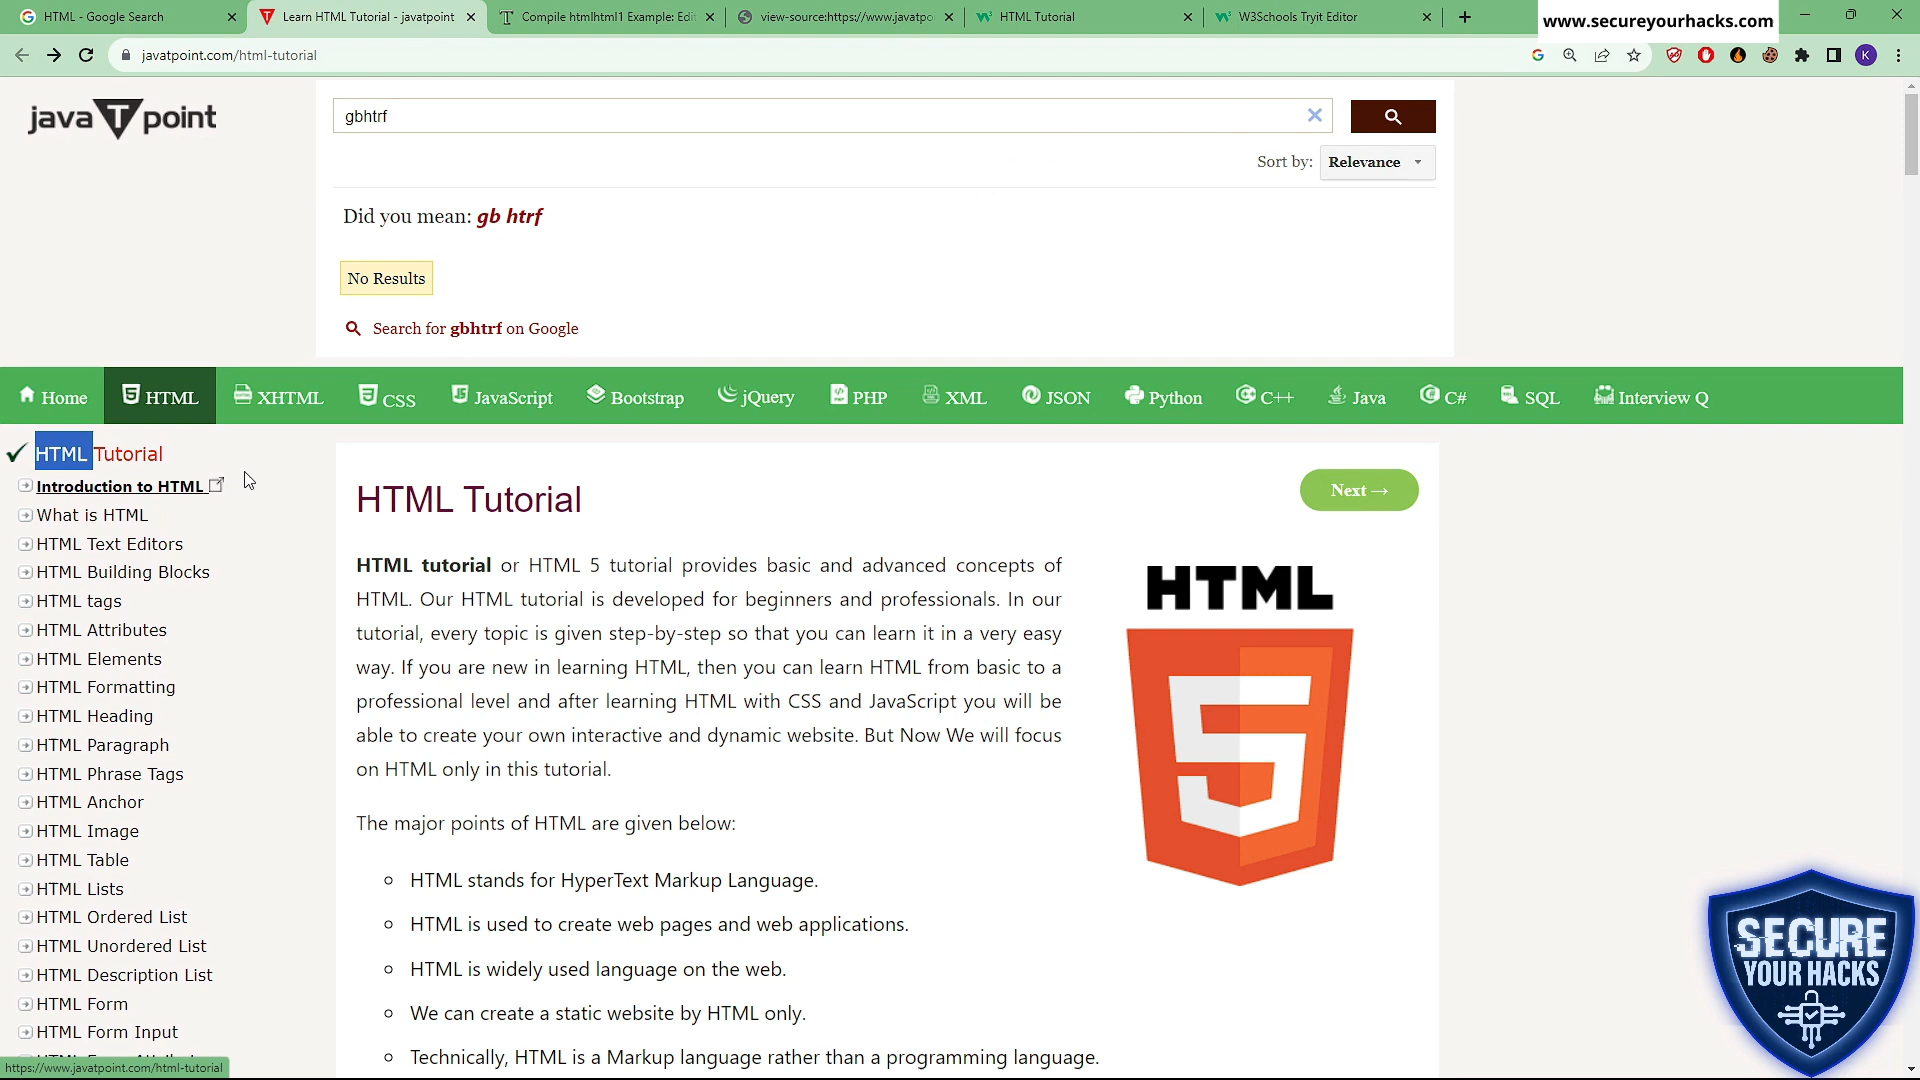 HTML - Google Search
Learn HTML Tutorial - javatpoint
Compile htmlhtml1 Example: Edit
view-source:https://www.javatpo
HTML Tutorial
W3Schools Tryit Editor
www.secureyourhacks.com
javatpoint.com/html-tutorial
K
java T point
gbhtrf
Sort by: Relevance
Did you mean: gb htrf
No Results
Search for gbhtrf on Google
Home HTML XHTML CSS JavaScript Bootstrap jQuery PHP XML JSON Python C++ Java C# SQL Interview Q
HTML Tutorial
Introduction to HTML
What is HTML
HTML Text Editors
HTML Building Blocks
HTML tags
HTML Attributes
HTML Elements
HTML Formatting
HTML Heading
HTML Paragraph
HTML Phrase Tags
HTML Anchor
HTML Image
HTML Table
HTML Lists
HTML Ordered List
HTML Unordered List
HTML Description List
HTML Form
HTML Form Input
https://www.javatpoint.com/html-tutorial
HTML Tutorial
Next →
HTML tutorial or HTML 5 tutorial provides basic and advanced concepts of
HTML. Our HTML tutorial is developed for beginners and professionals. In our
tutorial, every topic is given step-by-step so that you can learn it in a very easy
way. If you are new in learning HTML, then you can learn HTML from basic to a
professional level and after learning HTML with CSS and JavaScript you will be
able to create your own interactive and dynamic website. But Now We will focus
on HTML only in this tutorial.
HTML
5
The major points of HTML are given below:
HTML stands for HyperText Markup Language.
HTML is used to create web pages and web applications.
HTML is widely used language on the web.
We can create a static website by HTML only.
Technically, HTML is a Markup language rather than a programming language.
SECURE
YOUR HACKS